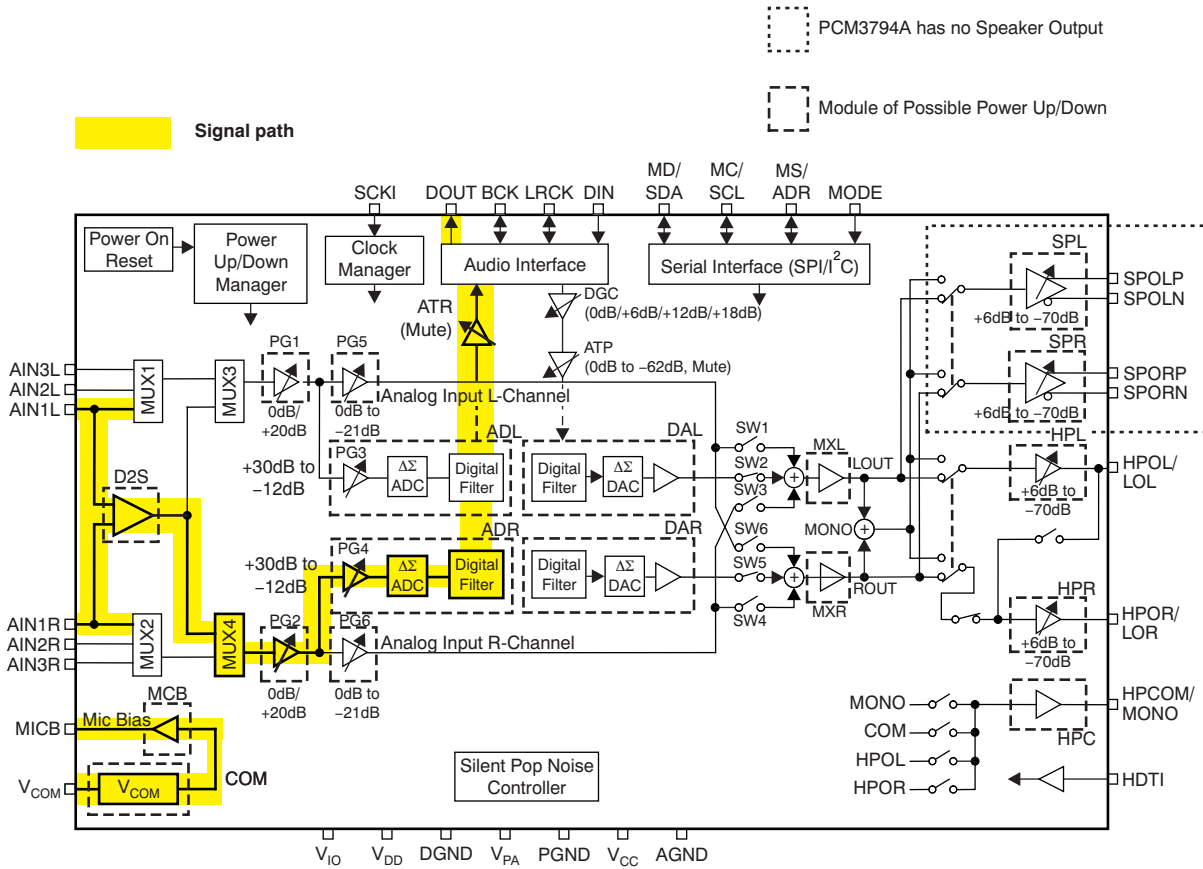 PCM3794A has no Speaker Output
Module of Possible Power Up/Down
Signal path
SCKI
DOUT
BCK
LRCK
DIN
MD/
SDA
MC/
SCL
MS/
ADR
MODE
Power On
Reset
Power
Up/Down
Manager
Clock
Manager
Audio Interface
Serial Interface (SPI/I²C)
ATR
(Mute)
DGC
(0dB/+6dB/+12dB/+18dB)
ATP
(0dB to −62dB, Mute)
SPL
+6dB to −70dB
SPOLP
SPOLN
SPR
+6dB to −70dB
SPORP
SPORN
AIN3L
AIN2L
AIN1L
MUX1
MUX3
PG1
0dB/
+20dB
PG5
0dB to
−21dB
Analog Input L-Channel
ADL
+30dB to
−12dB
PG3
ΔΣ
ADC
Digital
Filter
DAL
Digital
Filter
ΔΣ
DAC
SW1
SW2
SW3
SW6
SW5
SW4
MXL
LOUT
MONO
MXR
ROUT
HPL
+6dB to
−70dB
HPOL/
LOL
D2S
ADR
+30dB to
−12dB
PG4
ΔΣ
ADC
Digital
Filter
DAR
Digital
Filter
ΔΣ
DAC
AIN1R
AIN2R
AIN3R
MUX2
MUX4
PG2
0dB/
+20dB
PG6
0dB to
−21dB
Analog Input R-Channel
HPR
+6dB to
−70dB
HPOR/
LOR
MICB
Mic Bias
MCB
COM
VCOM
VCOM
Silent Pop Noise
Controller
MONO
COM
HPOL
HPOR
HPC
HPCOM/
MONO
HDTI
VIO
VDD
DGND
VPA
PGND
VCC
AGND